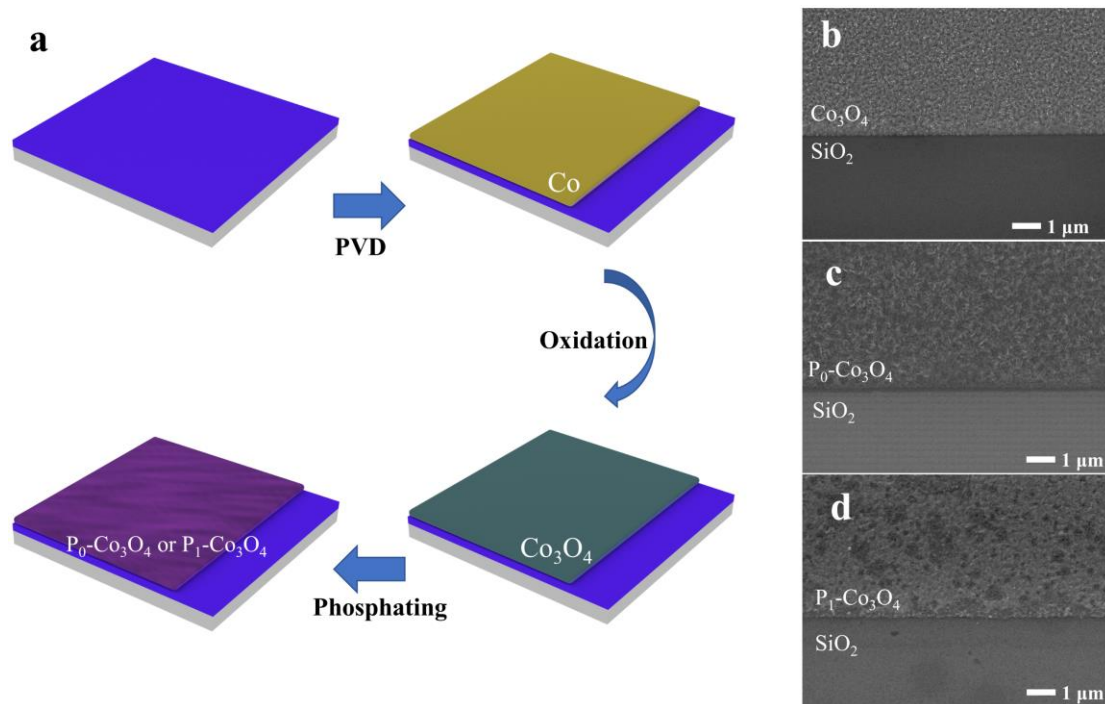 a
Co
PVD
Oxidation
P₀-Co₃O₄ or P₁-Co₃O₄
Co₃O₄
Phosphating
b
Co₃O₄
SiO₂
1 μm
c
P₀-Co₃O₄
SiO₂
1 μm
d
P₁-Co₃O₄
SiO₂
1 μm